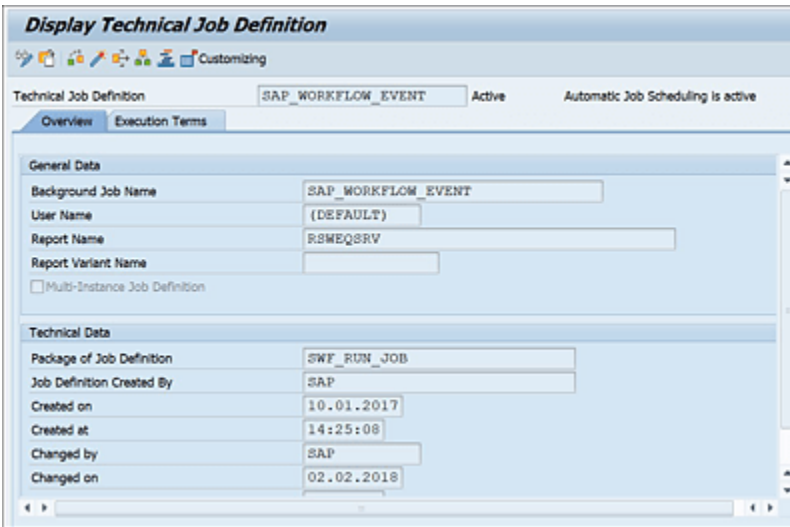 Display Technical Job Definition
Customizing
Technical Job Definition SAP_WORKFLOW_EVENT Active Automatic Job Scheduling is active
Overview Execution Terms
General Data
Background Job Name SAP_WORKFLOW_EVENT
User Name (DEFAULT)
Report Name RSWEQSRV
Report Variant Name
Multi-Instance Job Definition
Technical Data
Package of Job Definition SWF_RUN_JOB
Job Definition Created By SAP
Created on 10.01.2017
Created at 14:25:08
Changed by SAP
Changed on 02.02.2018